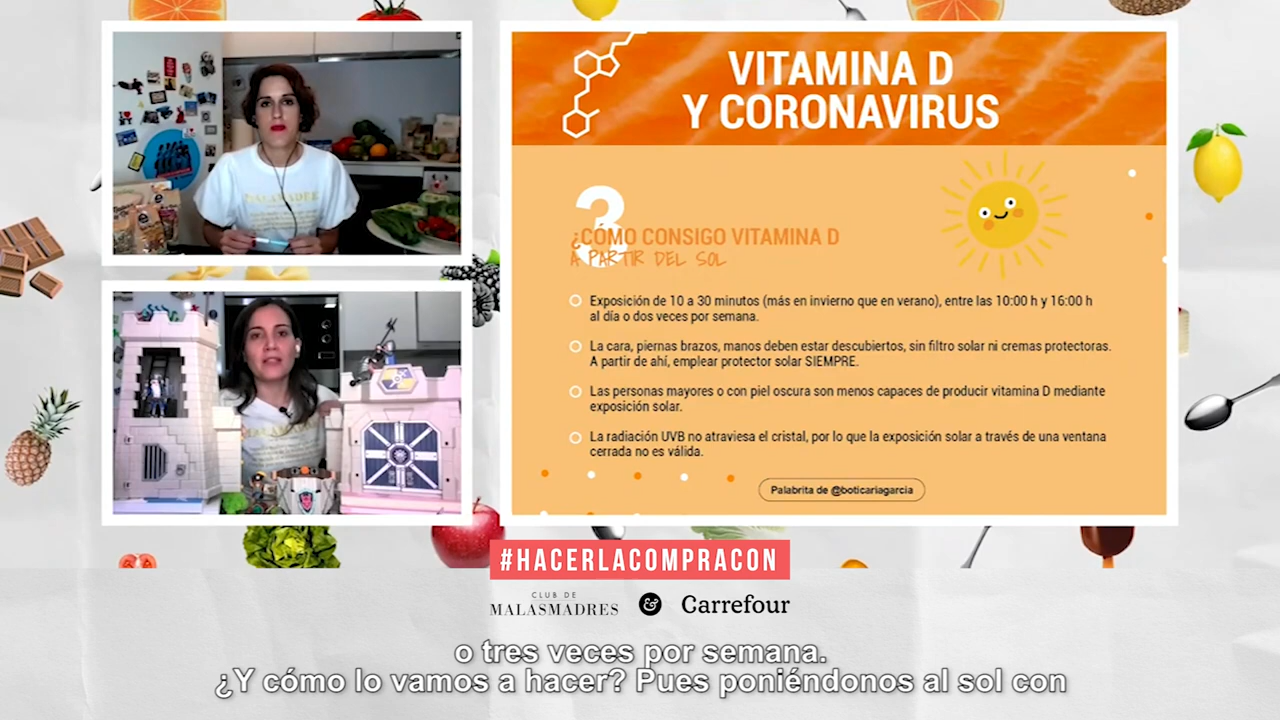 VITAMINA D
Y CORONAVIRUS
3
¿CÓMO CONSIGO VITAMINA D
A PARTIR DEL SOL
Exposición de 10 a 30 minutos (más en invierno que en verano), entre las 10:00 h y 16:00 h
al día o dos veces por semana.
La cara, piernas brazos, manos deben estar descubiertos, sin filtro solar ni cremas protectoras.
A partir de ahí, emplear protector solar SIEMPRE.
Las personas mayores o con piel oscura son menos capaces de producir vitamina D mediante
exposición solar.
La radiación UVB no atraviesa el cristal, por lo que la exposición solar a través de una ventana
cerrada no es válida.
Palabrita de @boticariagarcia
MALAMADRE
#HACERLACOMPRACON
CLUB DE
MALASMADRES & Carrefour
o tres veces por semana.
¿Y cómo lo vamos a hacer? Pues poniéndonos al sol con